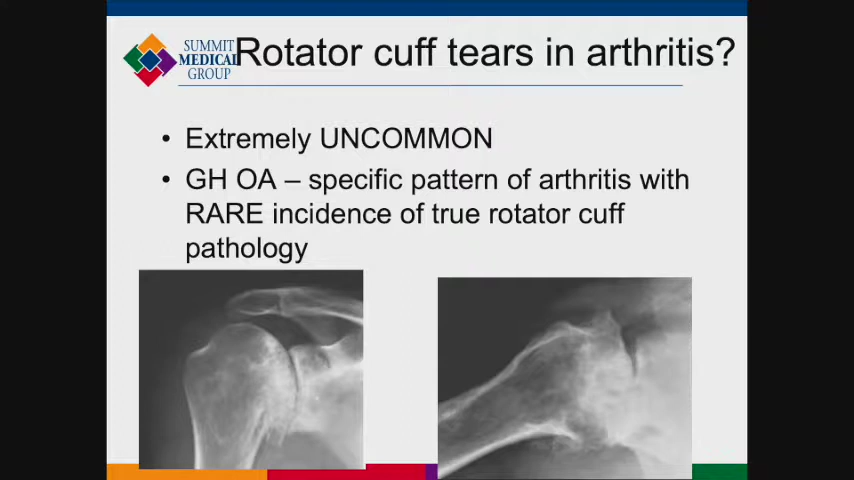 SUMMIT
MEDICAL
GROUP
Rotator cuff tears in arthritis?
• Extremely UNCOMMON
• GH OA – specific pattern of arthritis with
RARE incidence of true rotator cuff
pathology